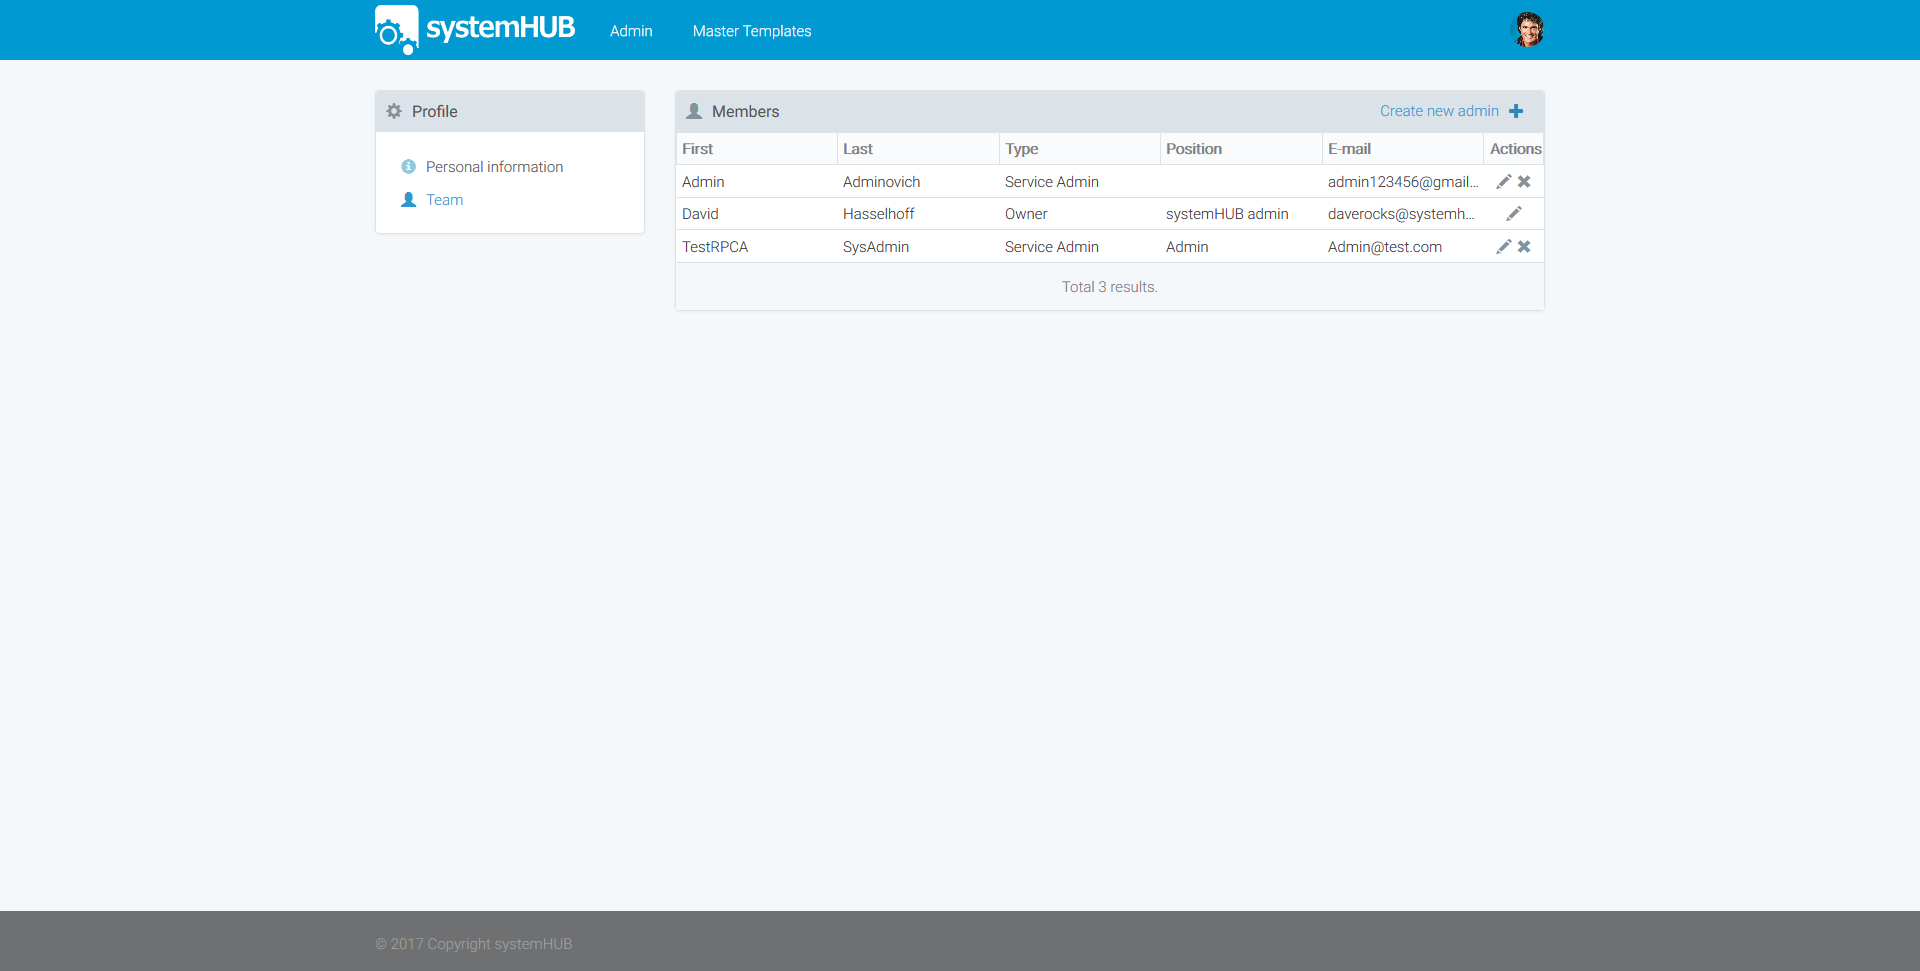 systemHUB Admin Master Templates
Profile
Personal information
Team
Members Create new admin
First Last Type Position E-mail Actions
Admin Adminovich Service Admin admin123456@gmail...
David Hasselhoff Owner systemHUB admin daverocks@systemh...
TestRPCA SysAdmin Service Admin Admin Admin@test.com
Total 3 results.
© 2017 Copyright systemHUB